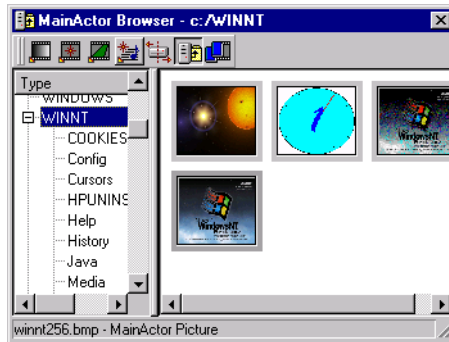 MainActor Browser - c:/WINNT
Type
WINDOWS
WINNT
COOKIES
Config
Cursors
HPUNINS
Help
History
Java
Media
winnt256.bmp - MainActor Picture